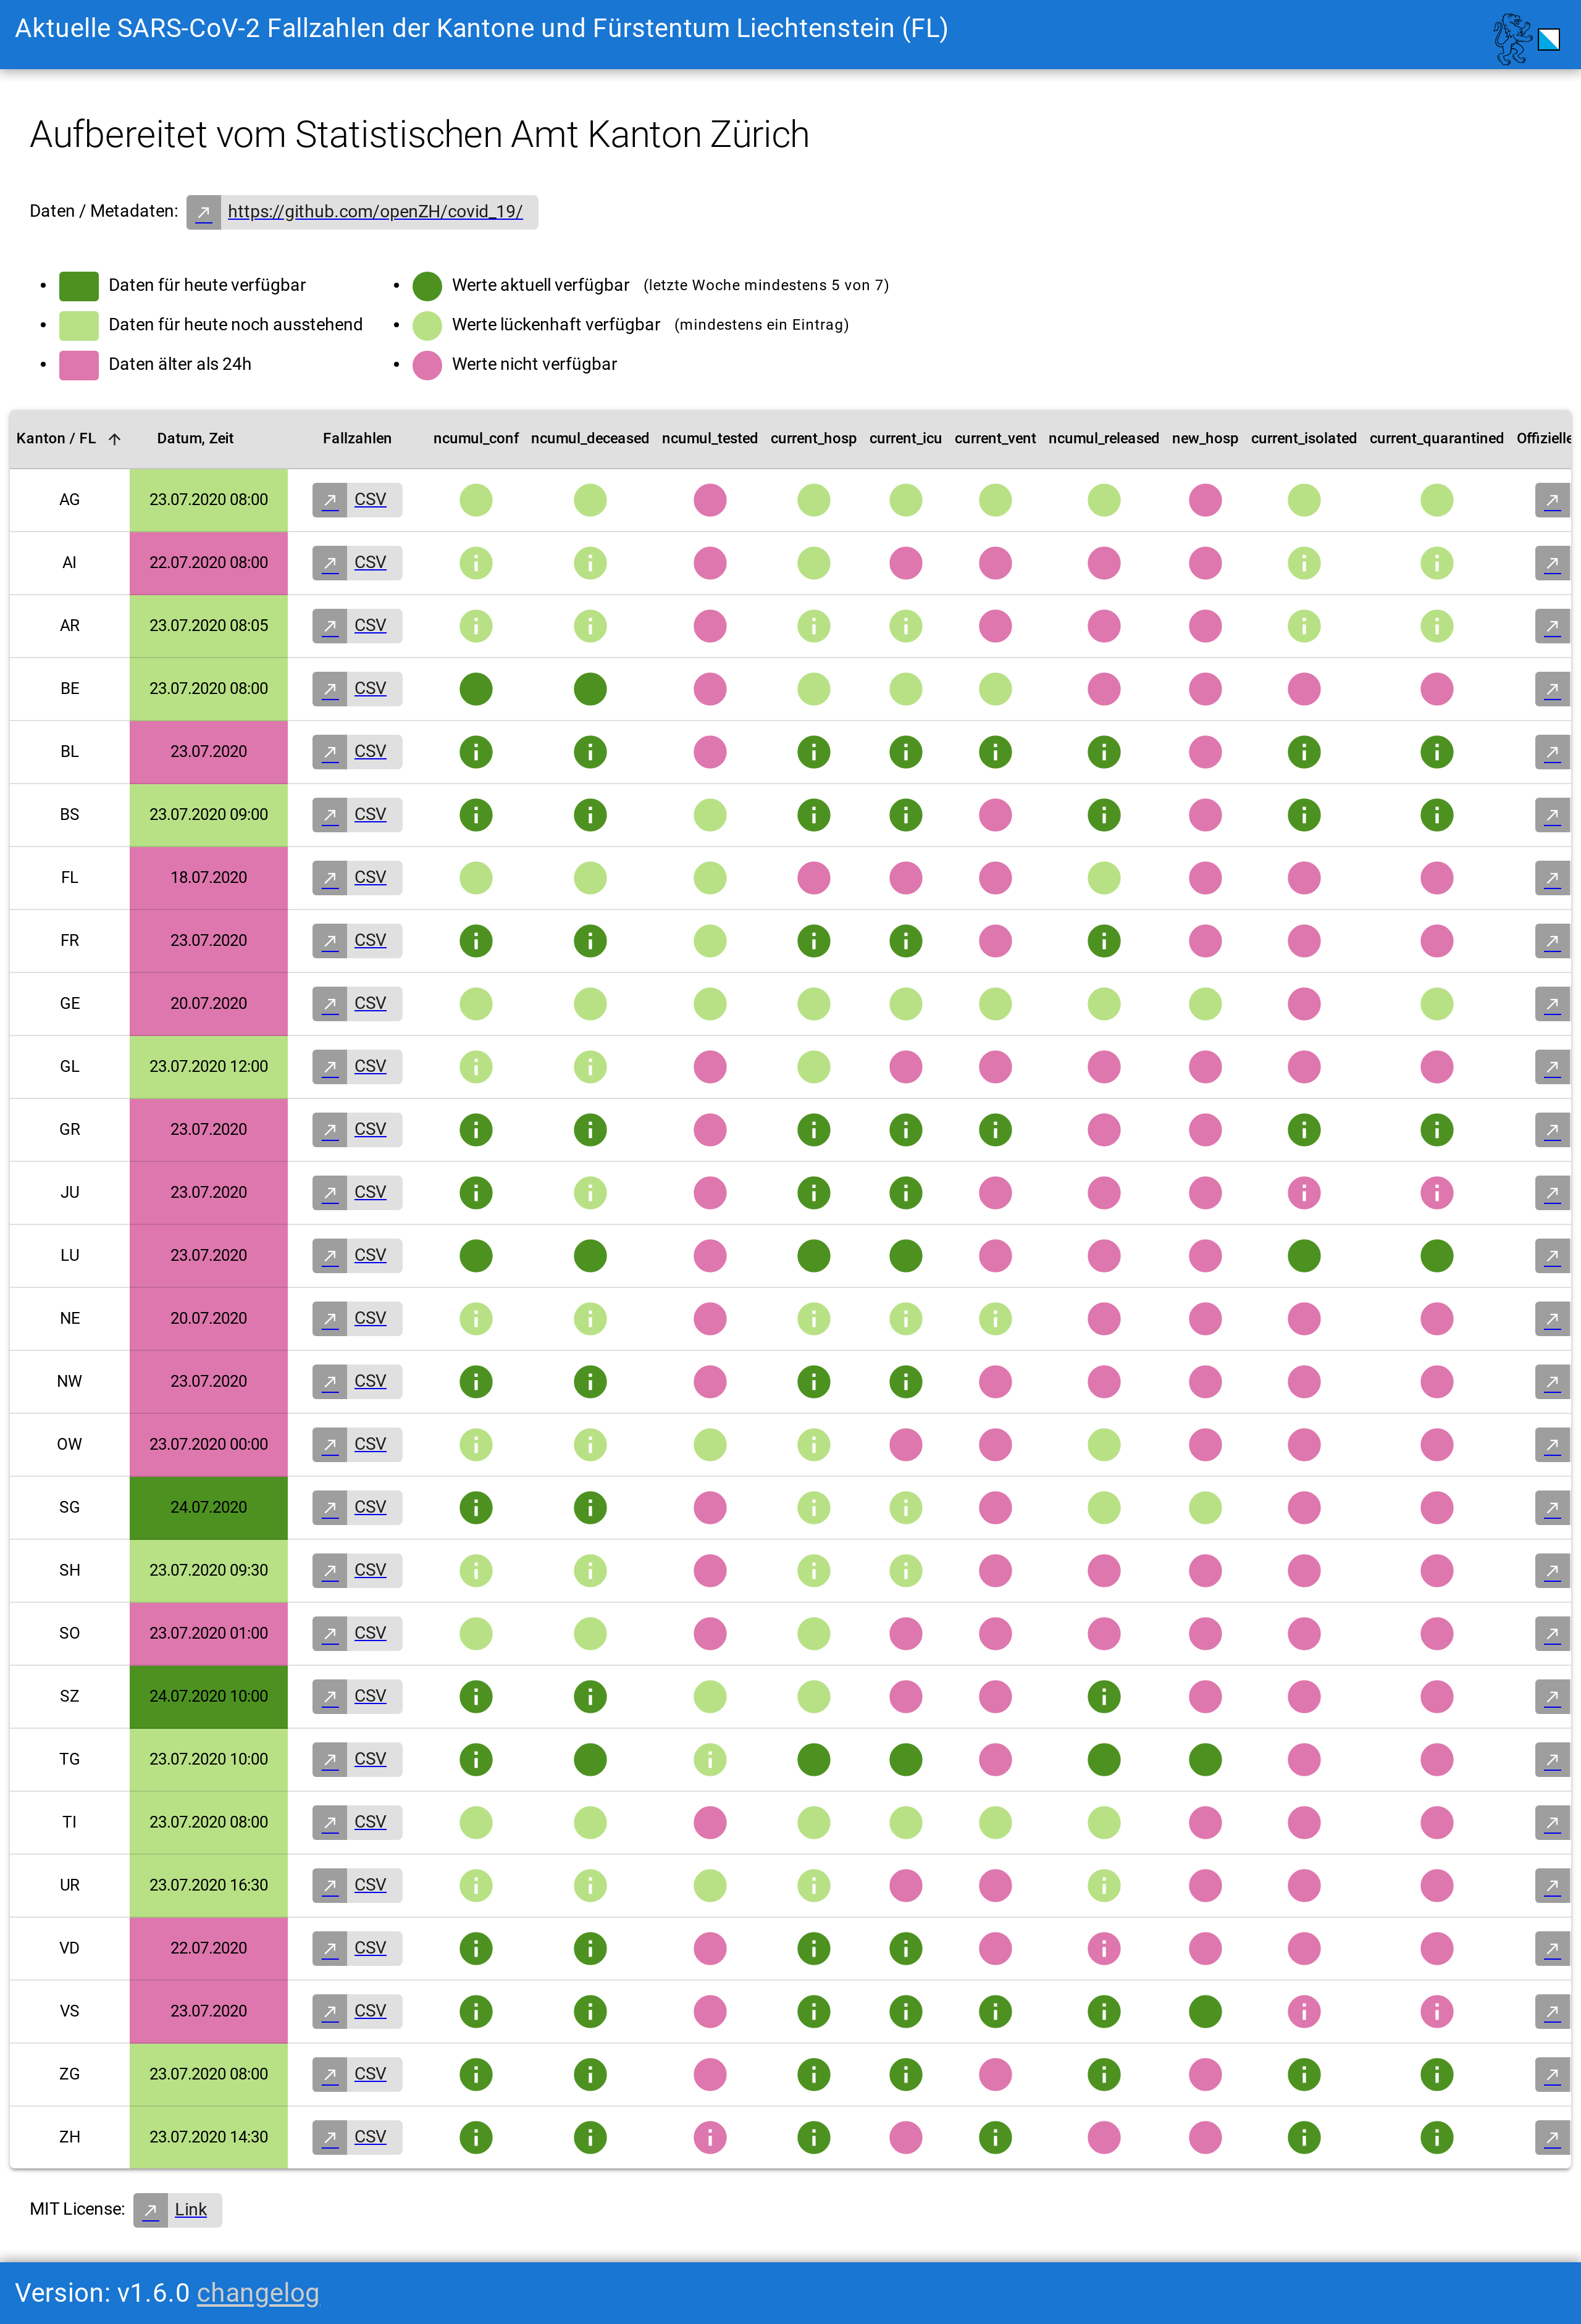 Aktuelle SARS-CoV-2 Fallzahlen der Kantone und Fürstentum Liechtenstein (FL)
Aufbereitet vom Statistischen Amt Kanton Zürich
Daten / Metadaten: https://github.com/openZH/covid_19/
Daten für heute verfügbar Werte aktuell verfügbar (letzte Woche mindestens 5 von 7)
Daten für heute noch ausstehend Werte lückenhaft verfügbar (mindestens ein Eintrag)
Daten älter als 24h Werte nicht verfügbar
Kanton / FL Datum, Zeit Fallzahlen ncumul_conf ncumul_deceased ncumul_tested current_hosp current_icu current_vent ncumul_released new_hosp current_isolated current_quarantined Offizielle
AG 23.07.2020 08:00 CSV
AI 22.07.2020 08:00 CSV
AR 23.07.2020 08:05 CSV
BE 23.07.2020 08:00 CSV
BL 23.07.2020 CSV
BS 23.07.2020 09:00 CSV
FL 18.07.2020 CSV
FR 23.07.2020 CSV
GE 20.07.2020 CSV
GL 23.07.2020 12:00 CSV
GR 23.07.2020 CSV
JU 23.07.2020 CSV
LU 23.07.2020 CSV
NE 20.07.2020 CSV
NW 23.07.2020 CSV
OW 23.07.2020 00:00 CSV
SG 24.07.2020 CSV
SH 23.07.2020 09:30 CSV
SO 23.07.2020 01:00 CSV
SZ 24.07.2020 10:00 CSV
TG 23.07.2020 10:00 CSV
TI 23.07.2020 08:00 CSV
UR 23.07.2020 16:30 CSV
VD 22.07.2020 CSV
VS 23.07.2020 CSV
ZG 23.07.2020 08:00 CSV
ZH 23.07.2020 14:30 CSV
MIT License: Link
Version: v1.6.0 changelog